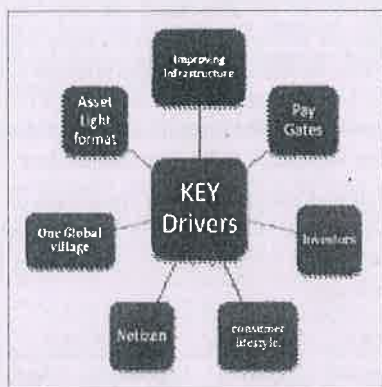 Improving
Infrastructure
Asset
Light
format
Pay
Gates
KEY
Drivers
One Global
village
Investors
Netizen
consumer
lifestyle.